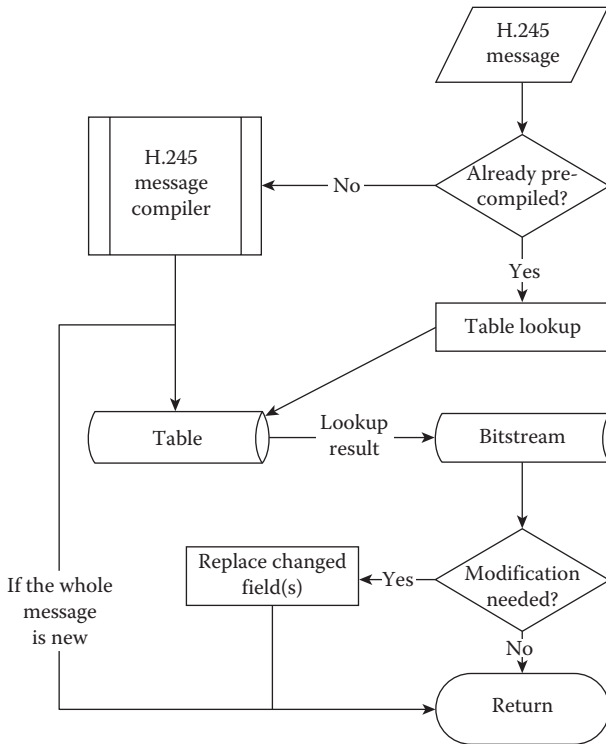 H.245
message
H.245
message
compiler
No
Already pre-
compiled?
Yes
Table lookup
Table
Lookup
result
Bitstream
If the whole
message
is new
Replace changed
field(s)
Yes
Modification
needed?
No
Return